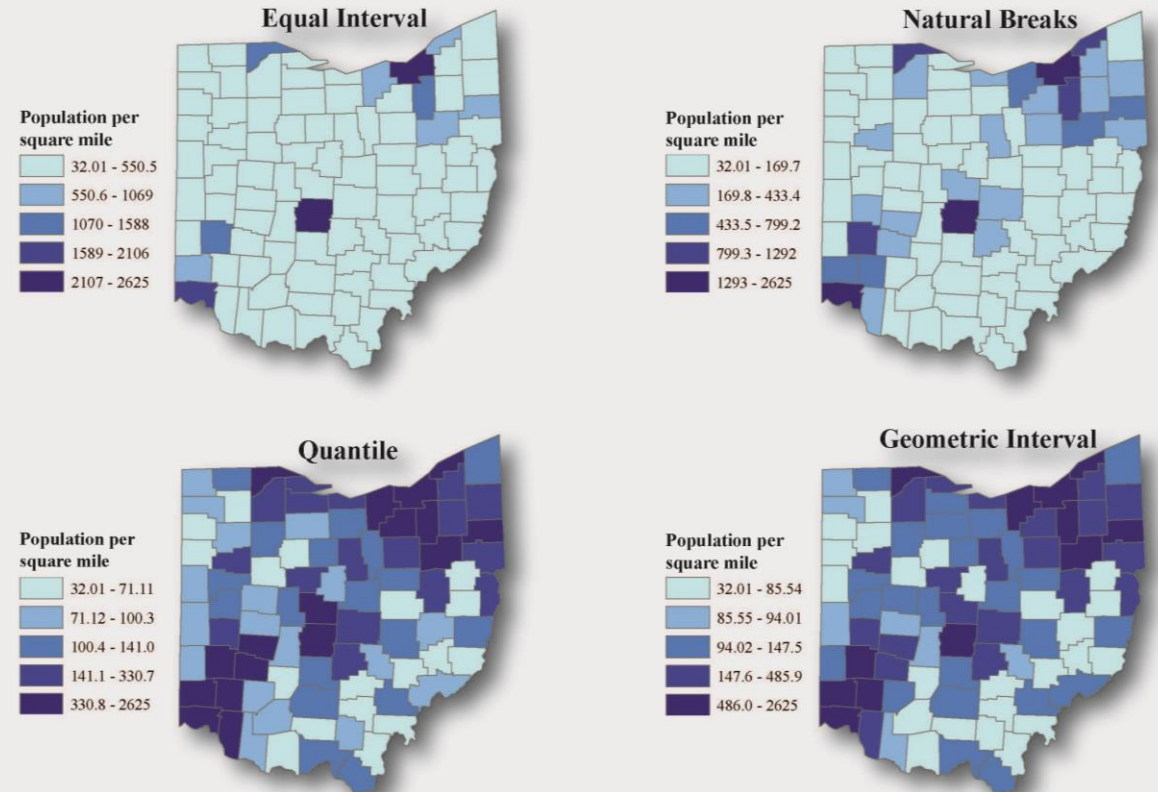 Equal Interval
Population per
square mile
32.01 - 550.5
550.6 - 1069
1070 - 1588
1589 - 2106
2107 - 2625
Natural Breaks
Population per
square mile
32.01 - 169.7
169.8 - 433.4
433.5 - 799.2
799.3 - 1292
1293 - 2625
Quantile
Population per
square mile
32.01 - 71.11
71.12 - 100.3
100.4 - 141.0
141.1 - 330.7
330.8 - 2625
Geometric Interval
Population per
square mile
32.01 - 85.54
85.55 - 94.01
94.02 - 147.5
147.6 - 485.9
486.0 - 2625